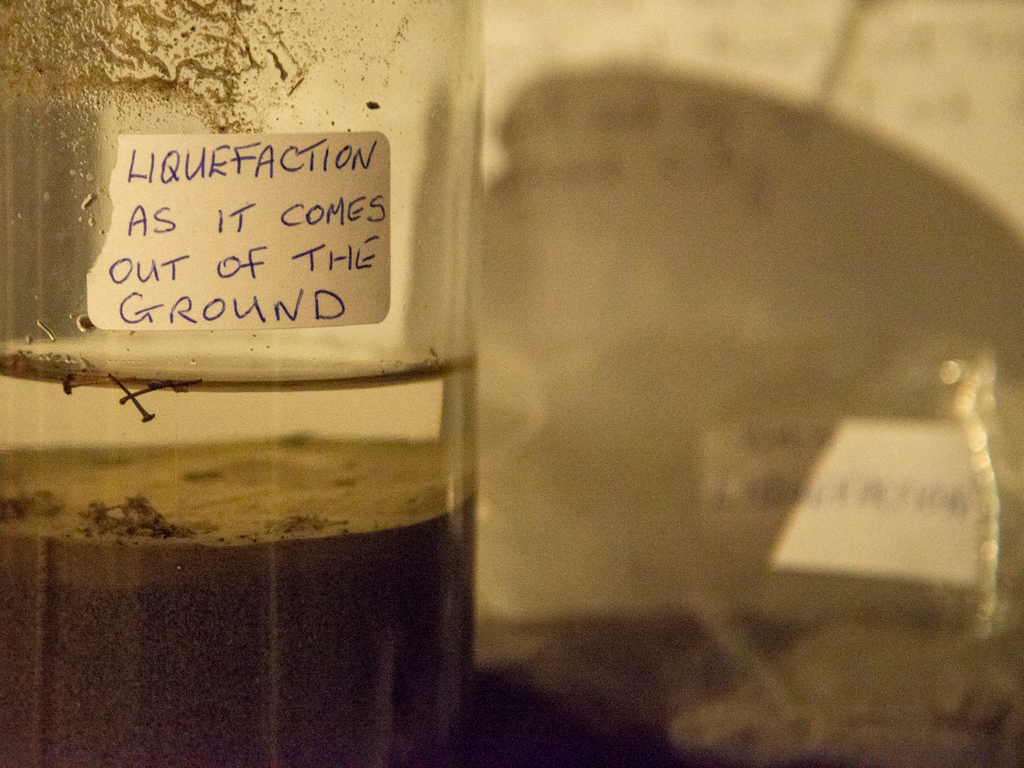 LIQUEFACTION
AS IT COMES
OUT OF THE
GROUND